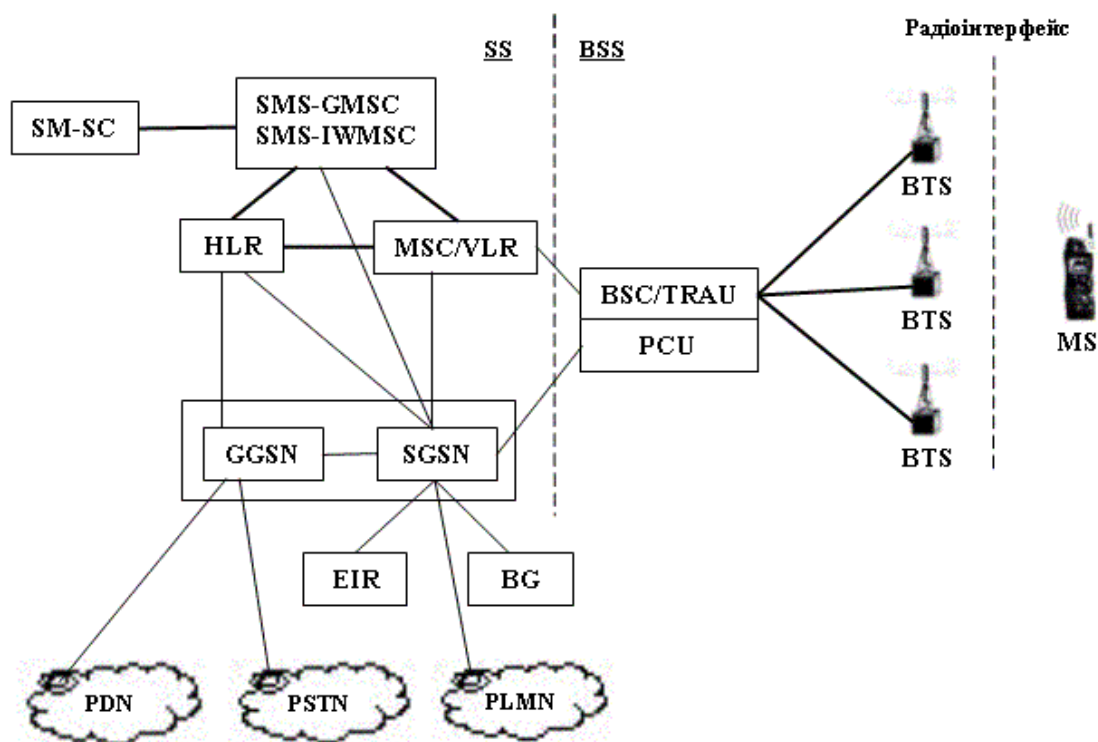 SS
BSS
Радіоінтерфейс
SM-SC
SMS-GMSC
SMS-IWMSC
BTS
HLR
MSC/VLR
BSC/TRAU
PCU
BTS
MS
BTS
GGSN
SGSN
EIR
BG
PDN
PSTN
PLMN